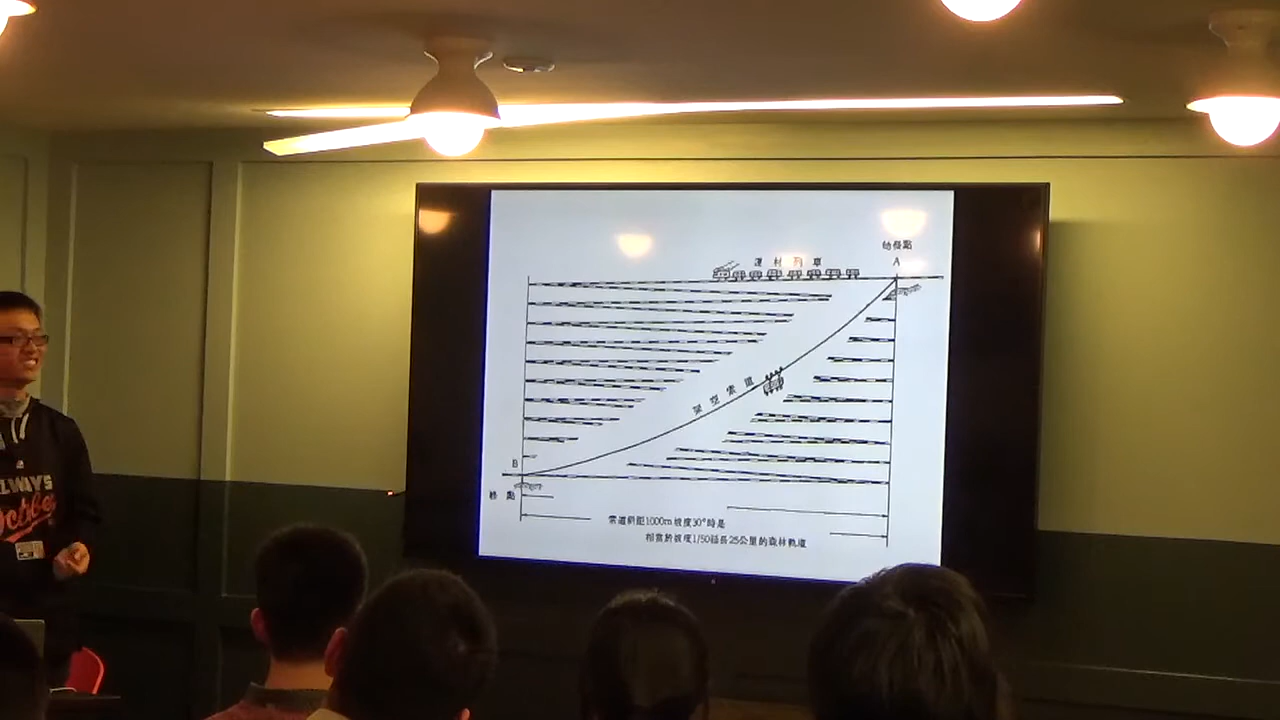 始發點
運材列車
A
架空索道
B
終點
索道斜距1000m坡度30°時是
相當於坡度1/50延長25公里的森林軌道
ALWAYS
October